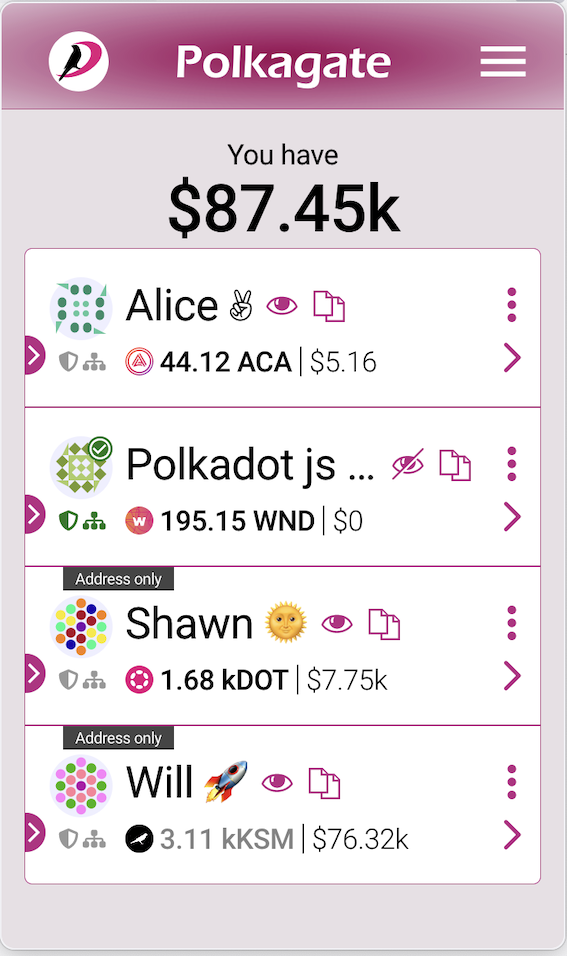 Polkagate
You have
$87.45k
Alice ✌
44.12 ACA | $5.16
Polkadot js ...
195.15 WND | $0
Address only
Shawn 🌞
1.68 kDOT | $7.75k
Address only
Will 🚀
3.11 kKSM | $76.32k